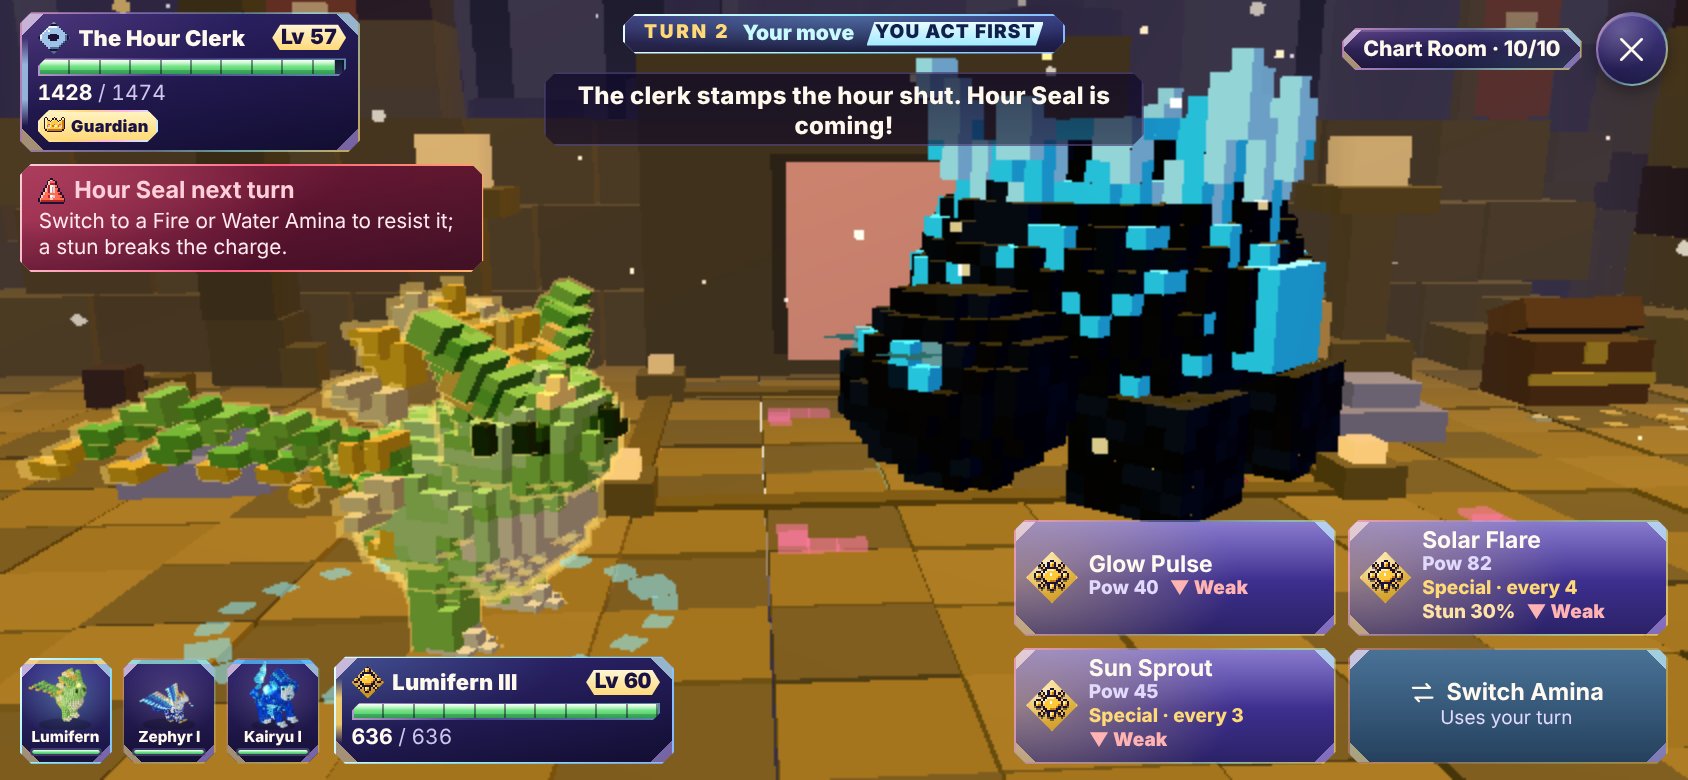 The Hour Clerk
Lv 57
1428 / 1474
Guardian
TURN 2 Your move YOU ACT FIRST
The clerk stamps the hour shut. Hour Seal is
coming!
Chart Room · 10/10
Hour Seal next turn
Switch to a Fire or Water Amina to resist it;
a stun breaks the charge.
Glow Pulse
Pow 40 ▼ Weak
Solar Flare
Pow 82
Special · every 4
Stun 30% ▼ Weak
Sun Sprout
Pow 45
Special · every 3
▼ Weak
Switch Amina
Uses your turn
Lumifern
Zephyr I
Kairyu I
Lumifern III
Lv 60
636 / 636